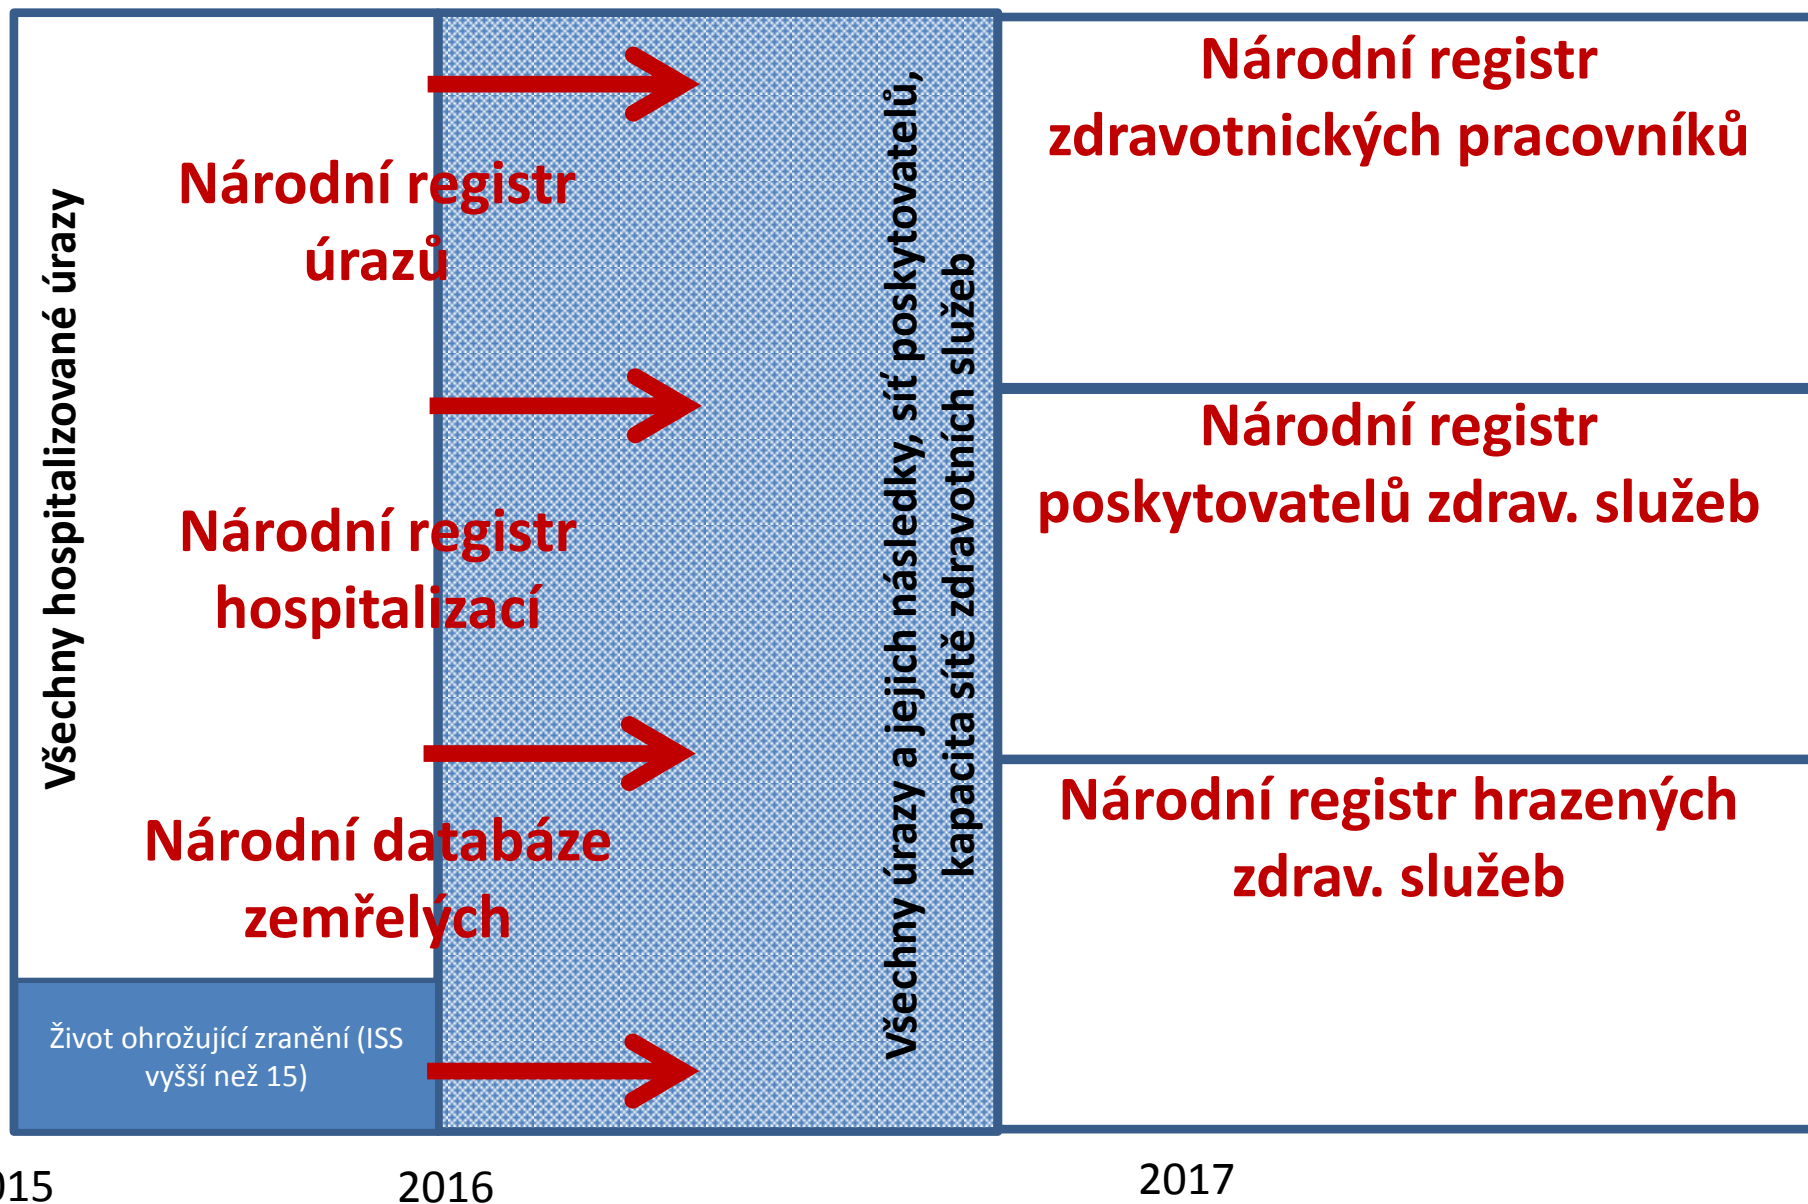 Všechny hospitalizované úrazy
Národní registr
úrazů
Národní registr
hospitalizací
Národní databáze
zemřelých
Život ohrožující zranění (ISS
vyšší než 15)
Všechny úrazy a jejich následky, síť poskytovatelů,
kapacita sítě zdravotních služeb
Národní registr
zdravotnických pracovníků
Národní registr
poskytovatelů zdrav. služeb
Národní registr hrazených
zdrav. služeb
015
2016
2017